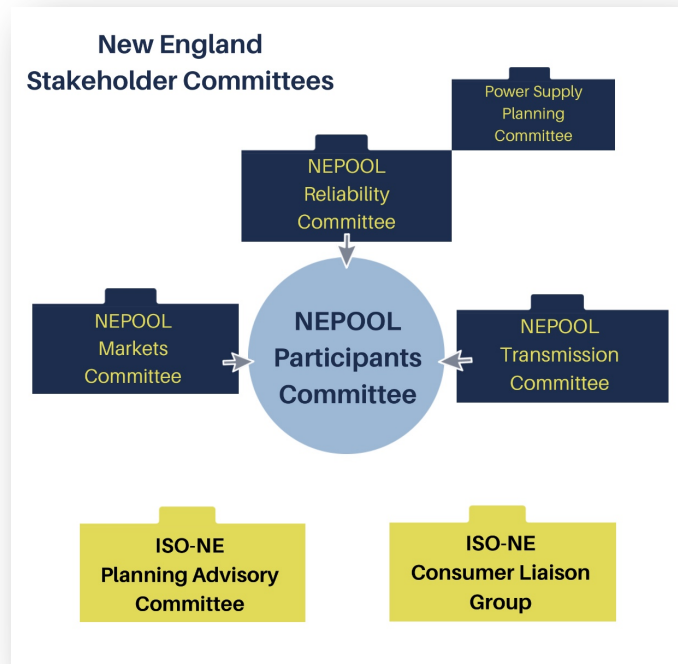 New England
Stakeholder Committees
Power Supply
Planning
Committee
NEPOOL
Reliability
Committee
NEPOOL
Markets
Committee
NEPOOL
Participants
Committee
NEPOOL
Transmission
Committee
ISO-NE
Planning Advisory
Committee
ISO-NE
Consumer Liaison
Group